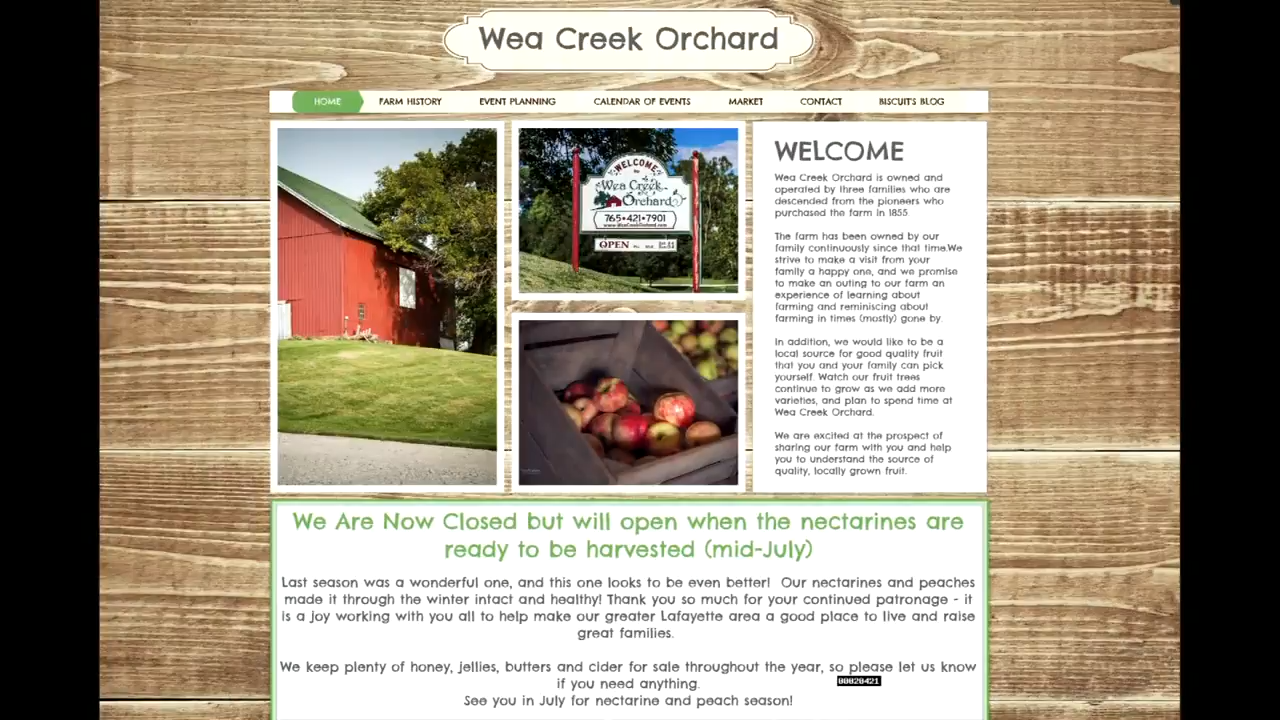 Wea Creek Orchard
HOME FARM HISTORY EVENT PLANNING CALENDAR OF EVENTS MARKET CONTACT BISCUIT'S BLOG
WELCOME
Wea Creek
Orchard
765•421•7901
www.WeaCreekOrchard.com
OPEN
WELCOME
Wea Creek Orchard is owned and
operated by three families who are
descended from the pioneers who
purchased the farm in 1855.
The farm has been owned by our
family continuously since that time.We
strive to make a visit from your
family a happy one, and we promise
to make an outing to our farm an
experience of learning about
farming and reminiscing about
farming in times (mostly) gone by.
In addition, we would like to be a
local source for good quality fruit
that you and your family can pick
yourself. Watch our fruit trees
continue to grow as we add more
varieties, and plan to spend time at
Wea Creek Orchard.
We are excited at the prospect of
sharing our farm with you and help
you to understand the source of
quality, locally grown fruit.
We Are Now Closed but will open when the nectarines are
ready to be harvested (mid-July)
Last season was a wonderful one, and this one looks to be even better! Our nectarines and peaches
made it through the winter intact and healthy! Thank you so much for your continued patronage - it
is a joy working with you all to help make our greater Lafayette area a good place to live and raise
great families.
We keep plenty of honey, jellies, butters and cider for sale throughout the year, so please let us know
if you need anything.
00020421
See you in July for nectarine and peach season!